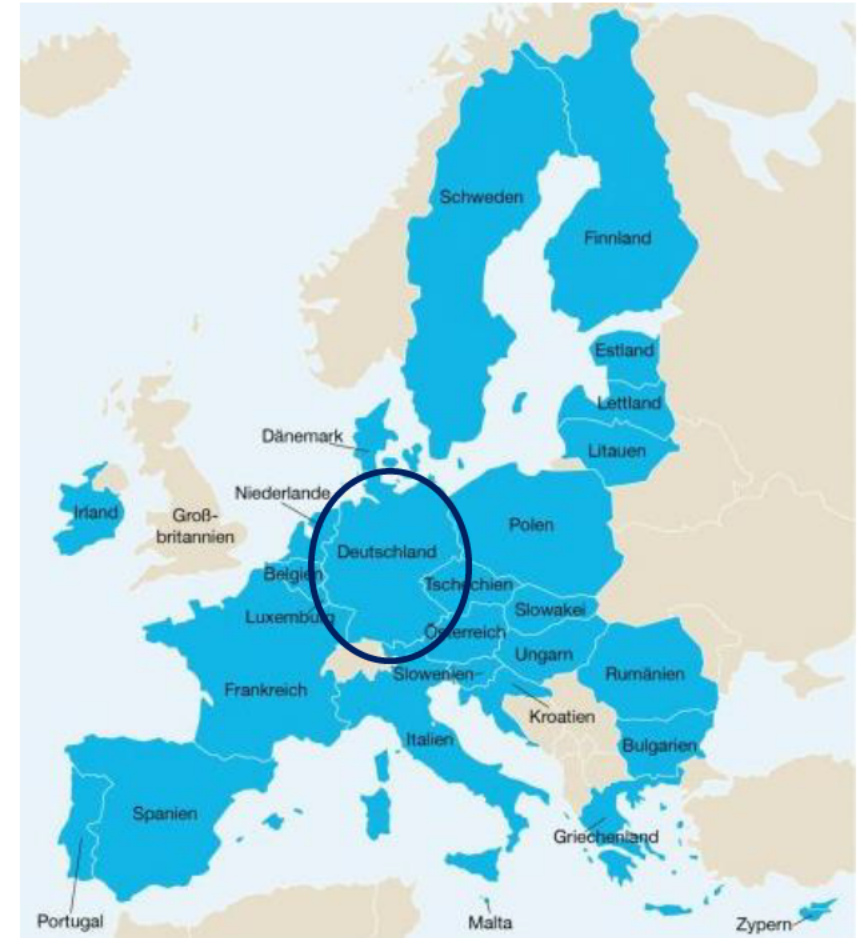 Schweden
Finnland
Estland
Lettland
Dänemark
Litauen
Niederlande
Irland
Groß-
britannien
Polen
Deutschland
Belgien
Tschechien
Luxemburg
Slowakei
Österreich
Ungarn
Slowenien
Rumänien
Frankreich
Kroatien
Italien
Bulgarien
Spanien
Griechenland
Portugal
Malta
Zypern